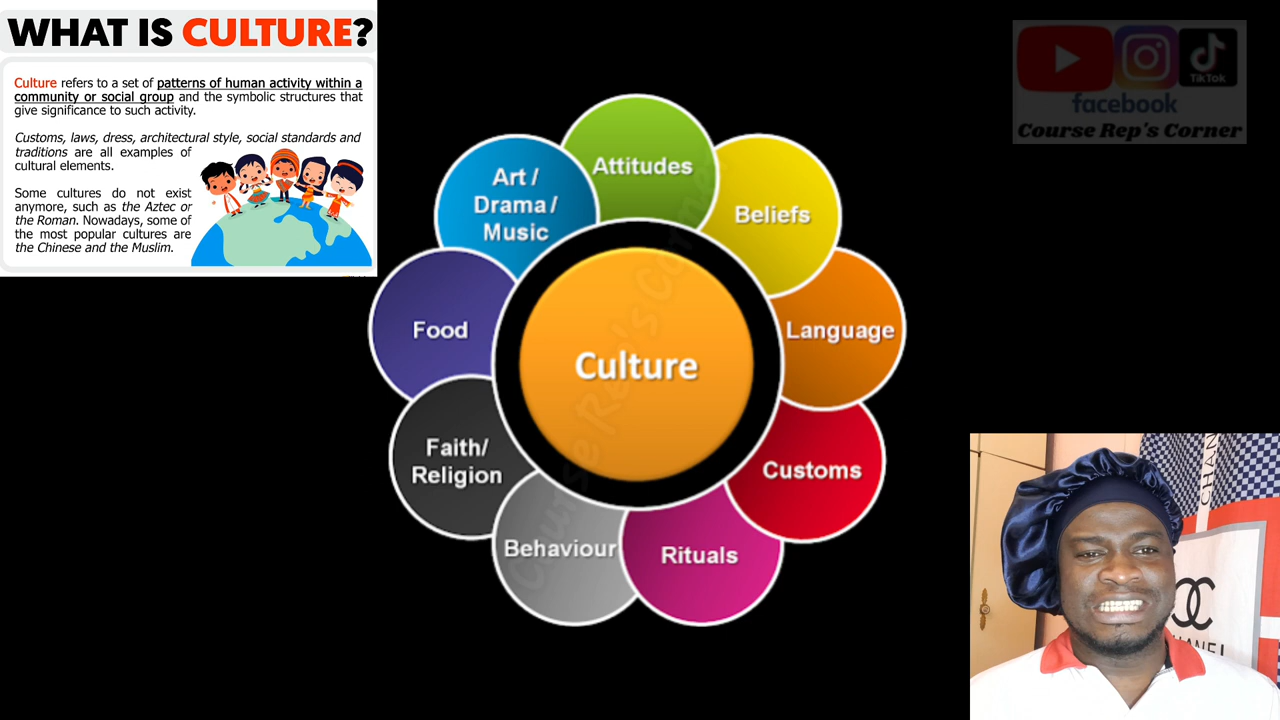 WHAT IS CULTURE?
Culture refers to a set of patterns of human activity within a
community or social group and the symbolic structures that
give significance to such activity.
Customs, laws, dress, architectural style, social standards and
traditions are all examples of
cultural elements.
Some cultures do not exist
anymore, such as the Aztec or
the Roman. Nowadays, some of
the most popular cultures are
the Chinese and the Muslim.
TikTok
facebook
Course Rep's Corner
Attitudes
Art /
Drama /
Music
Beliefs
Food
Culture
Language
Faith/
Religion
Customs
Behaviour
Rituals
Course Rep's Corner
CHAN